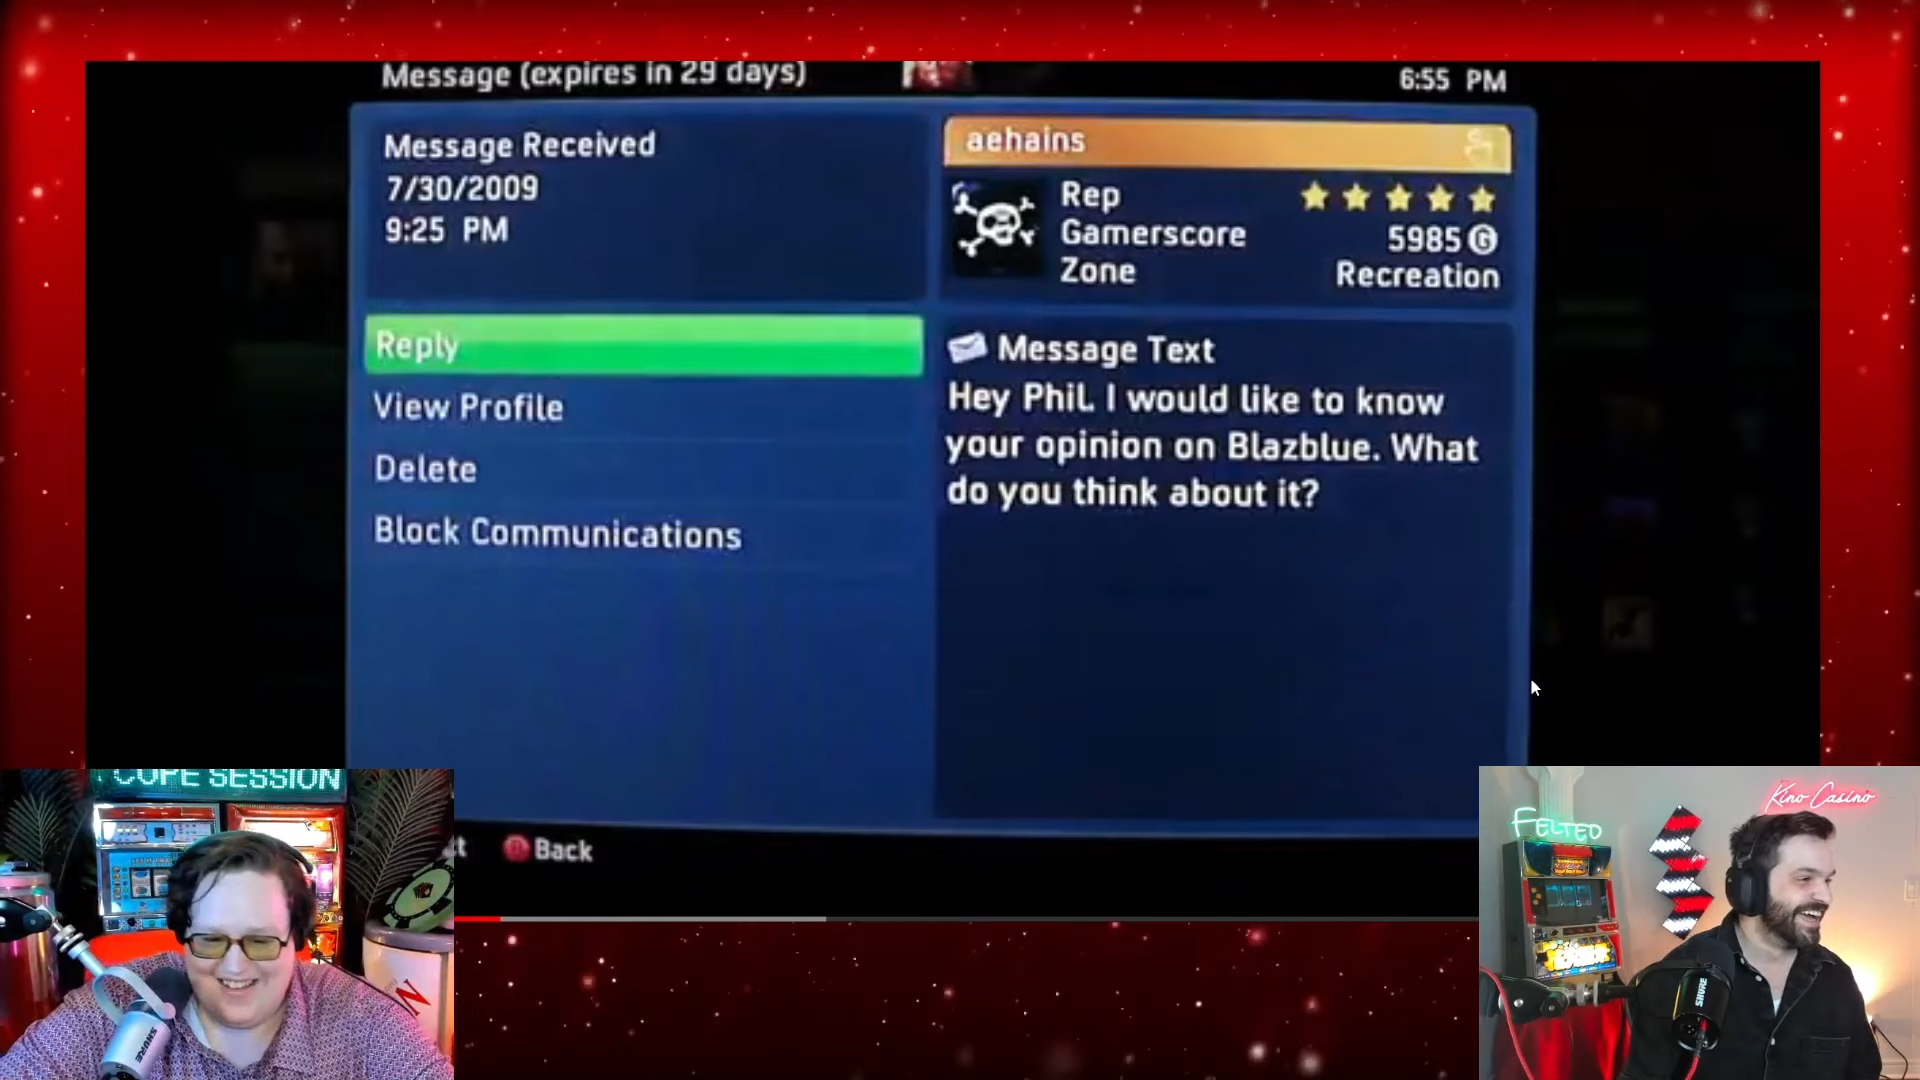 Message (expires in 29 days)
6:55 PM
Message Received
7/30/2009
9:25 PM
aehains
Rep
Gamerscore
5985 G
Zone
Recreation
Reply
View Profile
Delete
Block Communications
Message Text
Hey Phil. I would like to know
your opinion on Blazblue. What
do you think about it?
Back
COPE SESSION
SHURE
Kino Casino
FELTED
SHURE